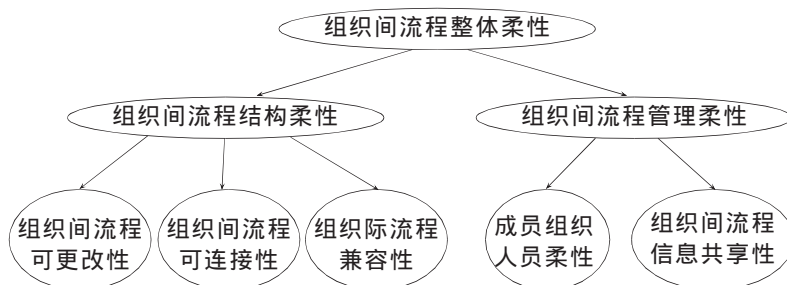 组织间流程整体柔性
组织间流程结构柔性
组织间流程管理柔性
组织间流程
可更改性
组织间流程
可连接性
组织际流程
兼容性
成员组织
人员柔性
组织间流程
信息共享性